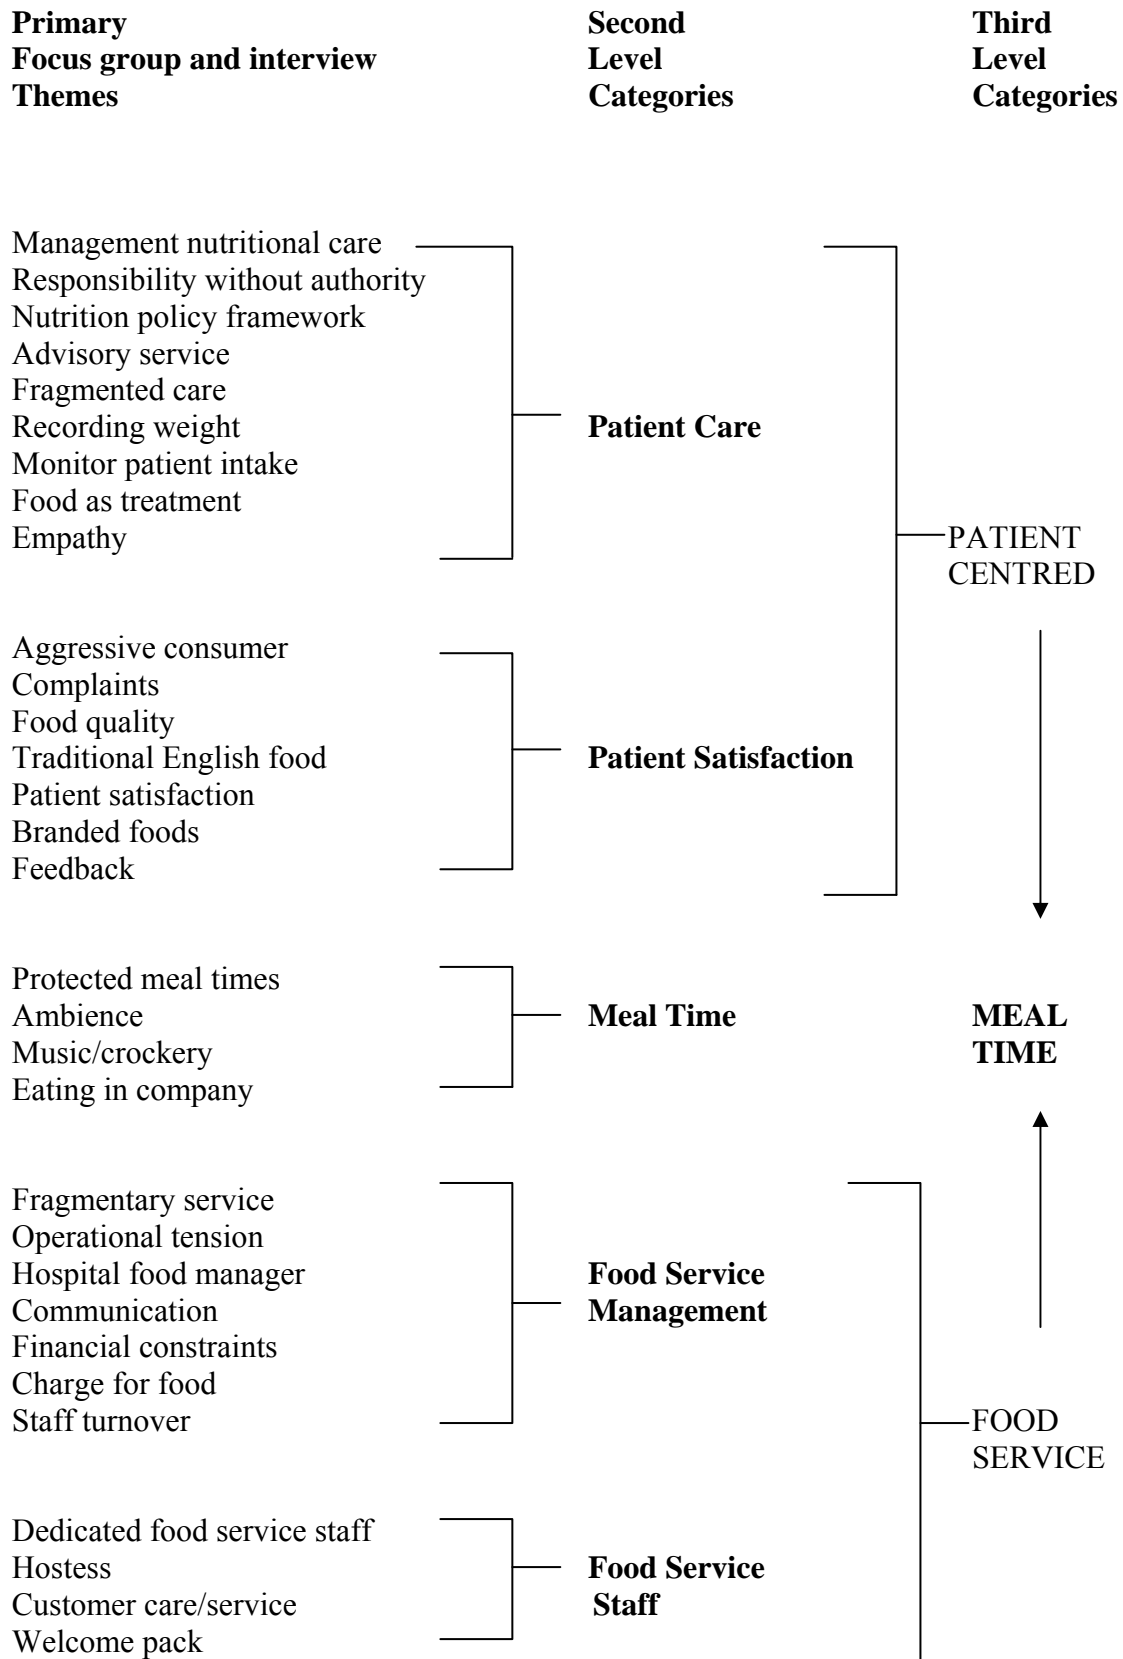 Primary
Focus group and interview
Themes
Second
Level
Categories
Third
Level
Categories
Management nutritional care
Responsibility without authority
Nutrition policy framework
Advisory service
Fragmented care
Recording weight
Monitor patient intake
Food as treatment
Empathy
Patient Care
PATIENT
CENTRED
Aggressive consumer
Complaints
Food quality
Traditional English food
Patient satisfaction
Branded foods
Feedback
Patient Satisfaction
Protected meal times
Ambience
Music/crockery
Eating in company
Meal Time
MEAL
TIME
Fragmentary service
Operational tension
Hospital food manager
Communication
Financial constraints
Charge for food
Staff turnover
Food Service
Management
FOOD
SERVICE
Dedicated food service staff
Hostess
Customer care/service
Welcome pack
Food Service
Staff